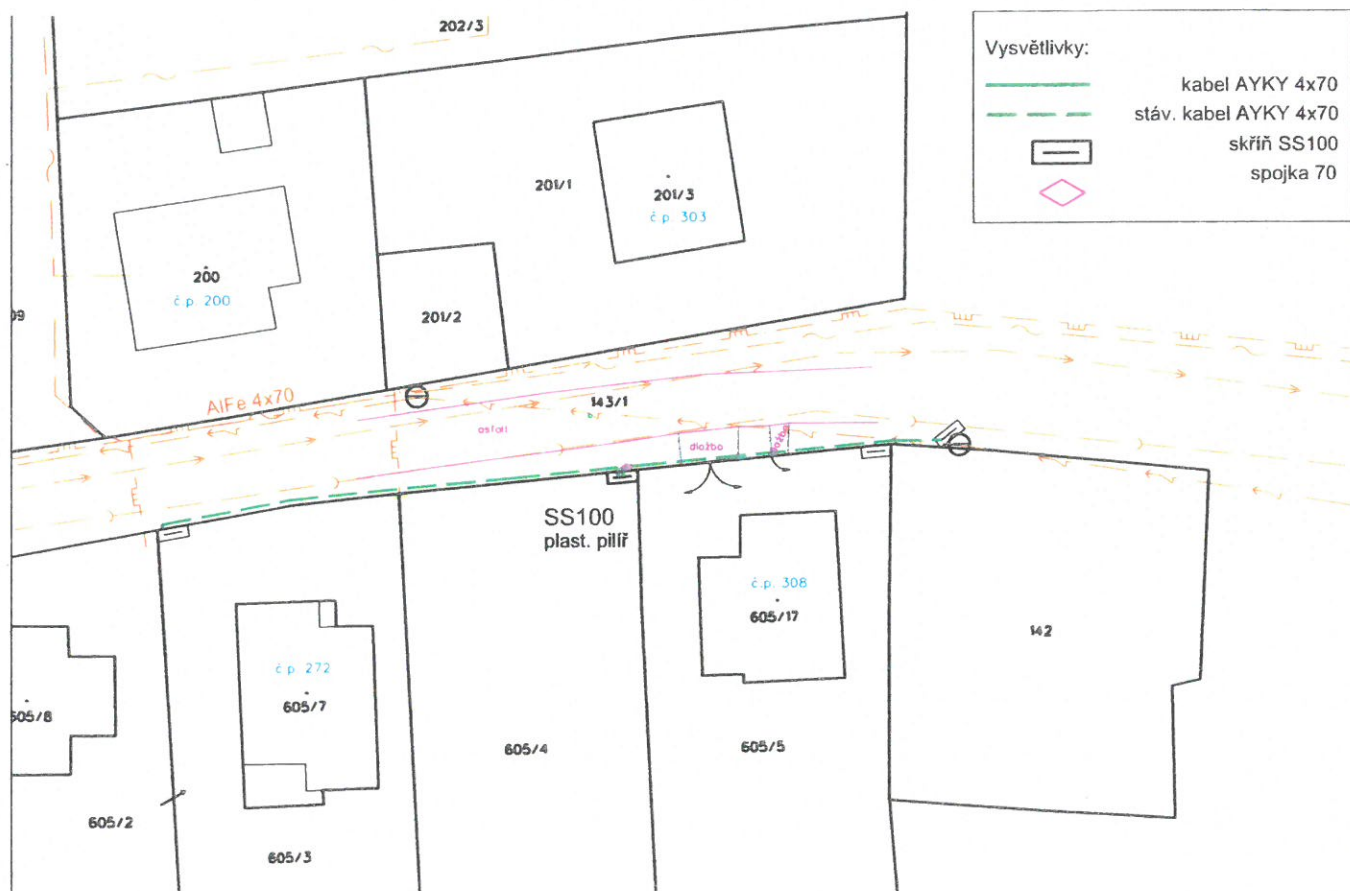 202/3
Vysvětlivky:
kabel AYKY 4x70
stáv. kabel AYKY 4x70
skříň SS100
spojka 70
201/1
201/3
č.p. 303
200
č.p. 200
201/2
09
AlFe 4x70
143/1
asfalt
dlažba
dlažba
SS100
plast. pilíř
č.p. 308
605/17
142
č.p. 272
605/7
605/8
605/4
605/5
605/2
605/3